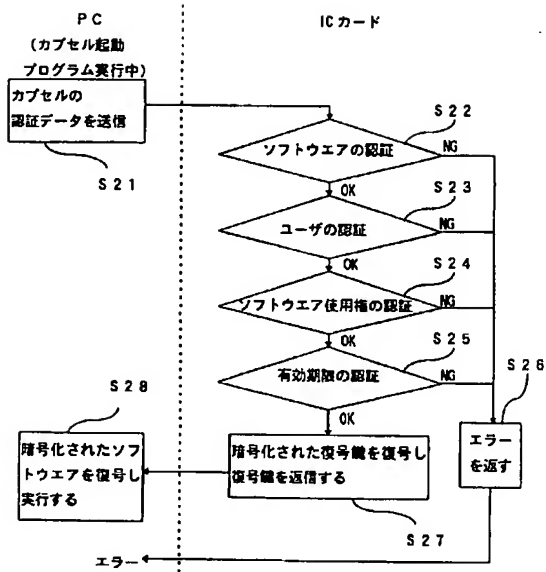 PC
(カプセル起動
プログラム実行中)
ICカード
カプセルの
認証データを送信
S21
ソフトウエアの認証
S22
NG
OK
ユーザの認証
S23
NG
OK
ソフトウエア使用権の認証
S24
NG
OK
有効期限の認証
S25
NG
OK
S26
エラー
を返す
暗号化された復号鍵を復号し
復号鍵を返信する
S27
S28
暗号化されたソフ
トウエアを復号し
実行する
エラー